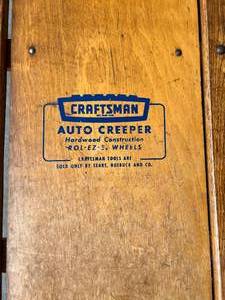 CRAFTSMAN
AUTO CREEPER
Hardwood Construction
ROL-EZ-3. WHEELS
CRAFTSMAN TOOLS ARE
SOLD ONLY BY SEARS, ROEBUCK AND CO.